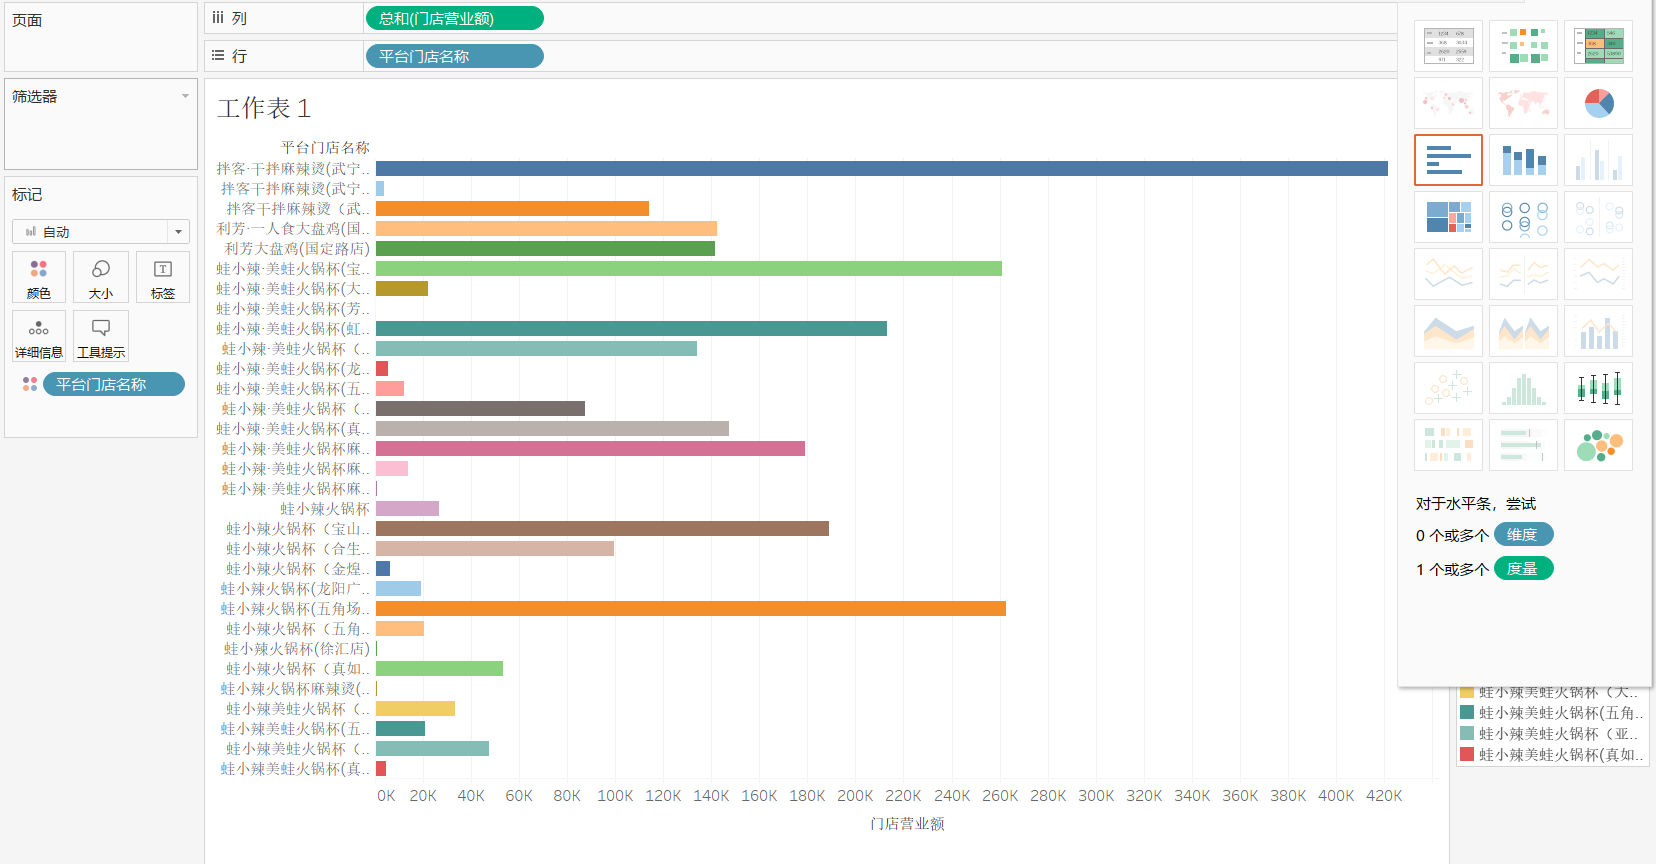 页面
列
总和(门店营业额)
行
平台门店名称
筛选器
标记
自动
颜色
大小
标签
详细信息
工具提示
平台门店名称
工作表 1
平台门店名称
拌客·干拌麻辣烫(武宁..
拌客干拌麻辣烫(武宁..
拌客干拌麻辣烫（武..
利芳·一人食大盘鸡(国..
利芳大盘鸡(国定路店)
蛙小辣·美蛙火锅杯(宝..
蛙小辣·美蛙火锅杯(大..
蛙小辣·美蛙火锅杯(芳..
蛙小辣·美蛙火锅杯(虹..
蛙小辣·美蛙火锅杯（..
蛙小辣·美蛙火锅杯(龙..
蛙小辣·美蛙火锅杯(五..
蛙小辣·美蛙火锅杯（..
蛙小辣·美蛙火锅杯(真..
蛙小辣·美蛙火锅杯麻..
蛙小辣·美蛙火锅杯麻..
蛙小辣·美蛙火锅杯麻..
蛙小辣火锅杯
蛙小辣火锅杯（宝山..
蛙小辣火锅杯（合生..
蛙小辣火锅杯（金煌..
蛙小辣火锅杯(龙阳广..
蛙小辣火锅杯(五角场..
蛙小辣火锅杯（五角..
蛙小辣火锅杯(徐汇店)
蛙小辣火锅杯（真如..
蛙小辣火锅杯麻辣烫(..
蛙小辣美蛙火锅杯（..
蛙小辣美蛙火锅杯(五..
蛙小辣美蛙火锅杯（..
蛙小辣美蛙火锅杯(真..
0K 20K 40K 60K 80K 100K 120K 140K 160K 180K 200K 220K 240K 260K 280K 300K 320K 340K 360K 380K 400K 420K
门店营业额
对于水平条，尝试
0 个或多个 维度
1 个或多个 度量
蛙小辣美蛙火锅杯（大..
蛙小辣美蛙火锅杯(五角..
蛙小辣美蛙火锅杯（亚..
蛙小辣美蛙火锅杯(真如..